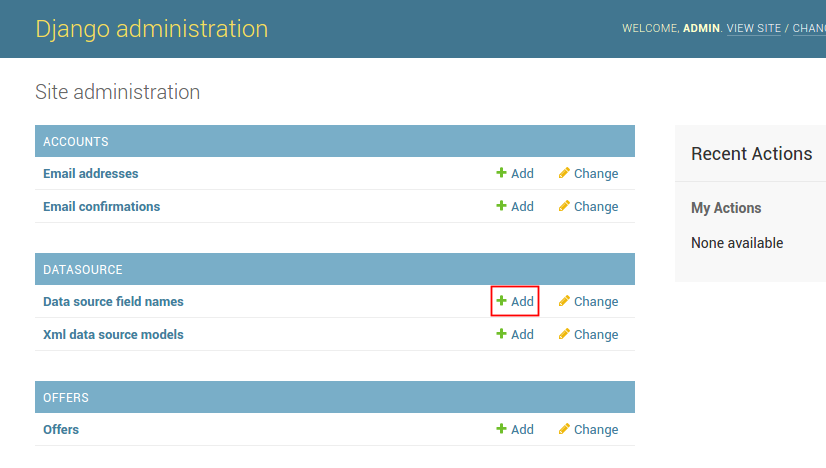 Django administration
WELCOME, ADMIN. VIEW SITE / CHANG
Site administration
ACCOUNTS
Email addresses Add Change
Email confirmations Add Change
DATASOURCE
Data source field names Add Change
Xml data source models Add Change
OFFERS
Offers Add Change
Recent Actions
My Actions
None available